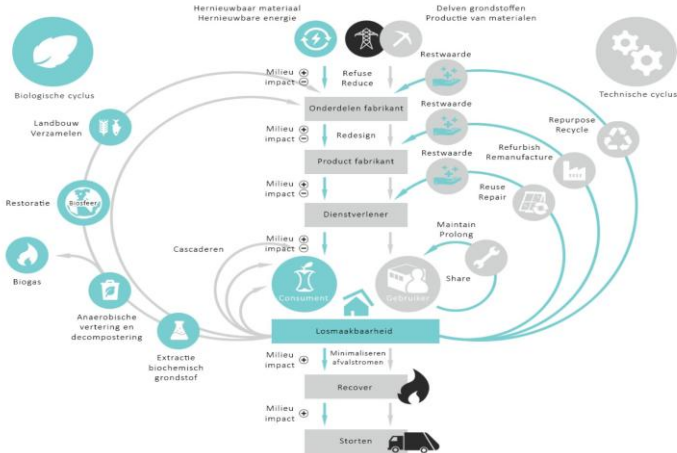 Hernieuwbaar materiaal
Hernieuwbare energie
Delven grondstoffen
Productie van materialen
Biologische cyclus
Technische cyclus
Milieu
impact
Refuse
Reduce
Restwaarde
Onderdelen fabrikant
Landbouw
Verzamelen
Milieu
impact
Redesign
Restwaarde
Repurpose
Recycle
Product fabrikant
Refurbish
Remanufacture
Milieu
impact
Restwaarde
Reuse
Repair
Restoratie
Biosfeer
Dienstverlener
Milieu
impact
Maintain
Prolong
Cascaderen
Share
Consument
Gebruiker
Biogas
Anaerobische
vertering en
decompostering
Losmaakbaarheid
Extractie
biochemisch
grondstof
Milieu
impact
Minimaliseren
afvalstromen
Recover
Milieu
impact
Storten